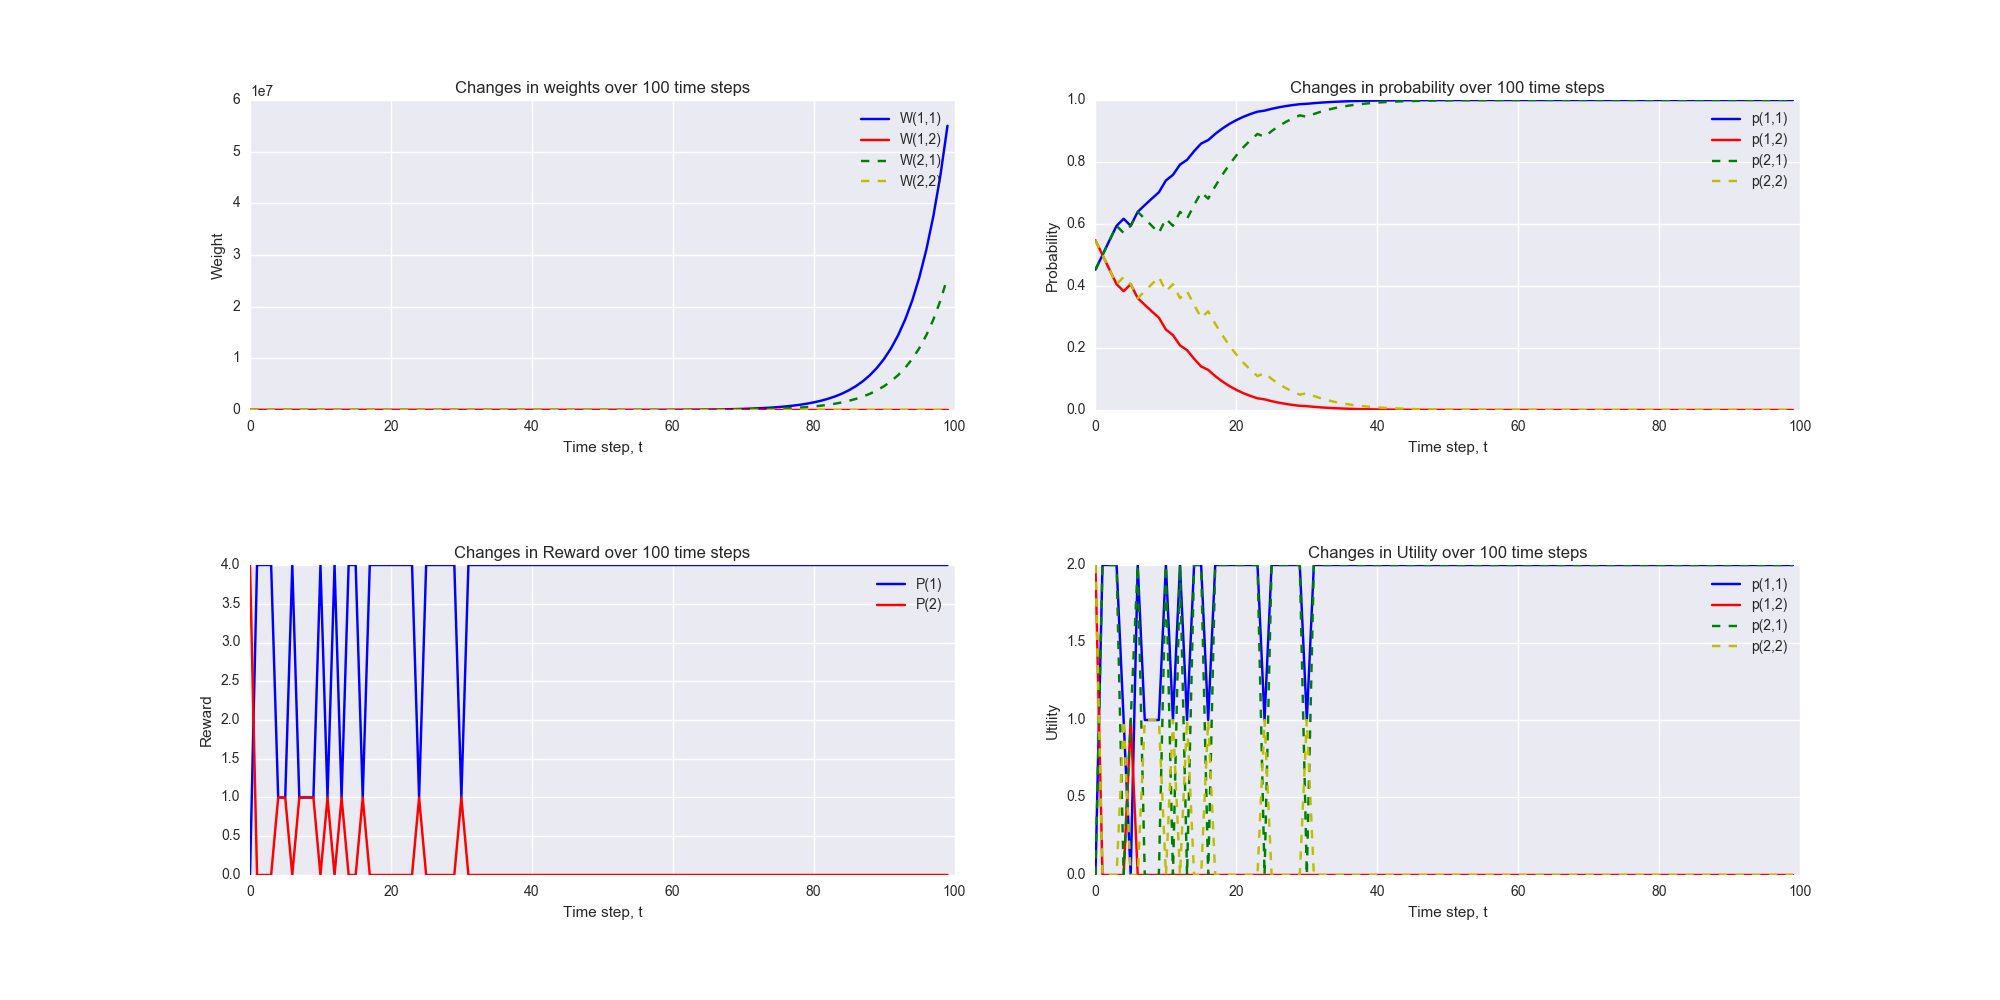 Changes in weights over 100 time steps
1e7
6
5
4
3
2
1
0
Weight
W(1,1)
W(1,2)
W(2,1)
W(2,2)
0 20 40 60 80 100
Time step, t
Changes in probability over 100 time steps
1.0
0.8
0.6
0.4
0.2
0.0
Probability
p(1,1)
p(1,2)
p(2,1)
p(2,2)
0 20 40 60 80 100
Time step, t
Changes in Reward over 100 time steps
4.0
3.5
3.0
2.5
2.0
1.5
1.0
0.5
0.0
Reward
P(1)
P(2)
0 20 40 60 80 100
Time step, t
Changes in Utility over 100 time steps
2.0
1.5
1.0
0.5
0.0
Utility
p(1,1)
p(1,2)
p(2,1)
p(2,2)
0 20 40 60 80 100
Time step, t